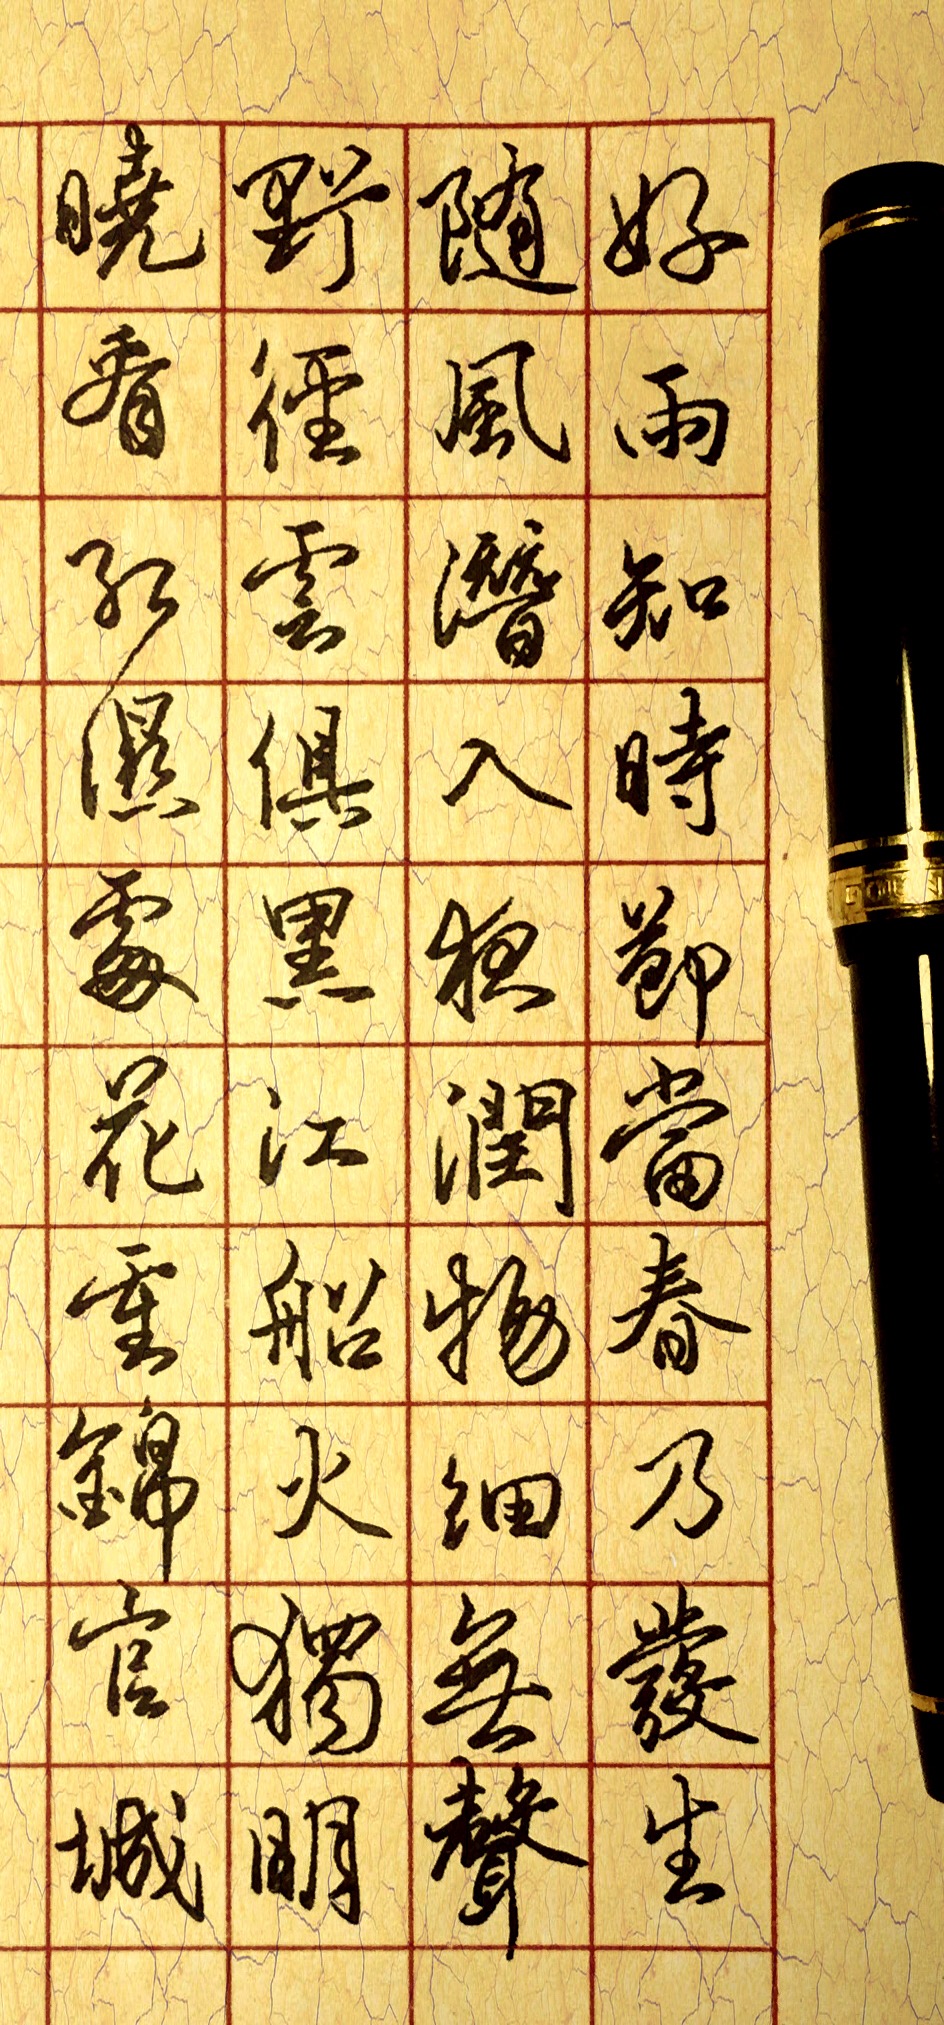 好雨知時節當春乃發生
隨風潛入夜潤物細無聲
野徑雲俱黑江船火獨明
曉看紅濕處花重錦官城